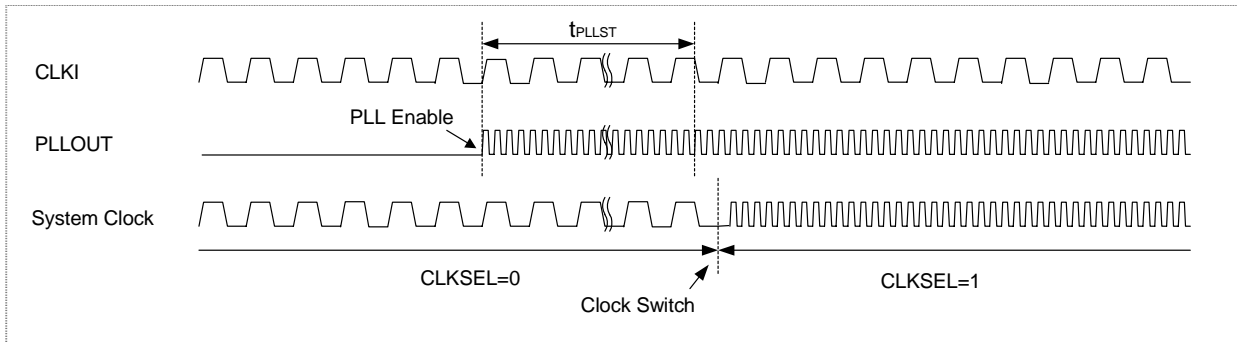 tPLLST
CLKI
PLL Enable
PLLOUT
System Clock
CLKSEL=0
CLKSEL=1
Clock Switch